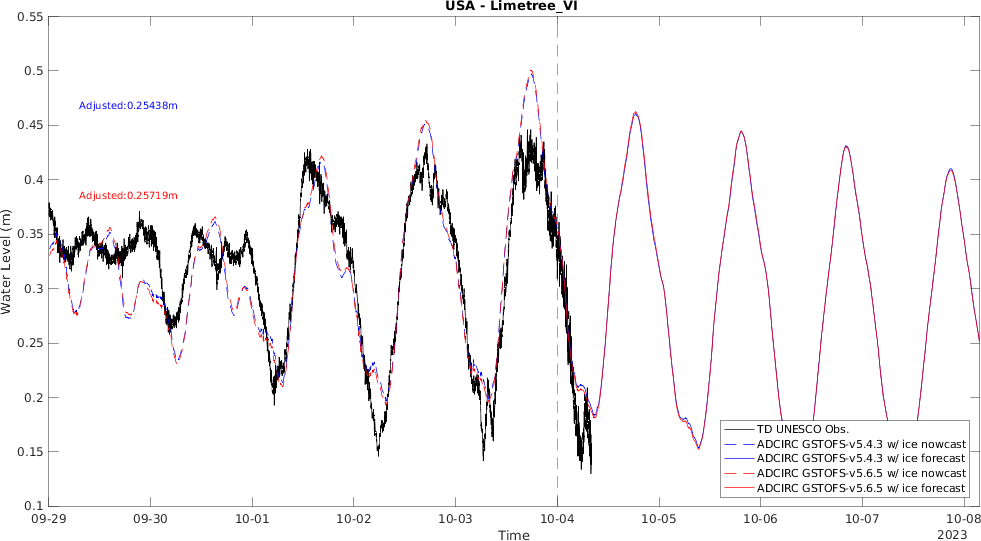 USA - Limetree_VI
0.55
0.5
0.45
0.4
0.35
0.3
0.25
0.2
0.15
0.1
Water Level (m)
Adjusted:0.25438m
Adjusted:0.25719m
TD UNESCO Obs.
ADCIRC GSTOFS-v5.4.3 w/ ice nowcast
ADCIRC GSTOFS-v5.4.3 w/ ice forecast
ADCIRC GSTOFS-v5.6.5 w/ ice nowcast
ADCIRC GSTOFS-v5.6.5 w/ ice forecast
09-29 09-30 10-01 10-02 10-03 10-04 10-05 10-06 10-07 10-08
2023
Time